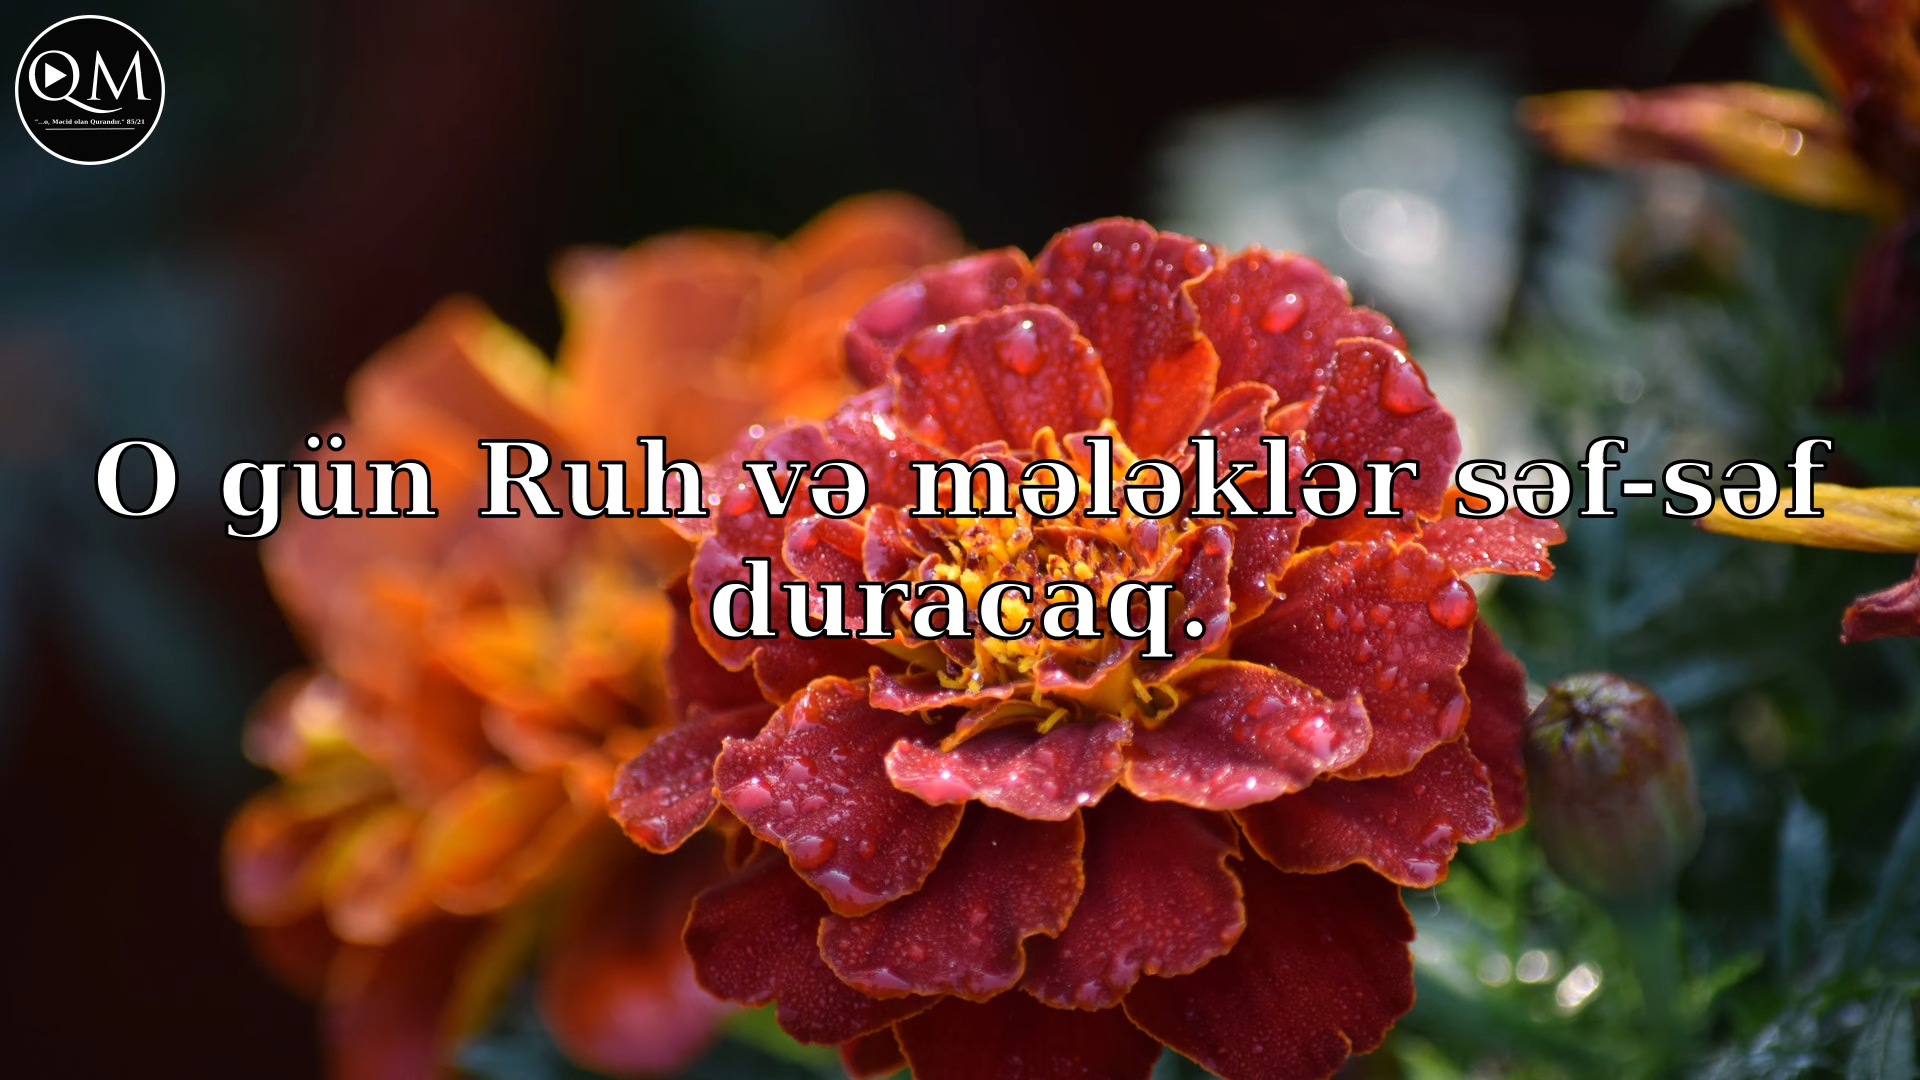 QM
"...o, Məcid olan Qurandır." 85/21
O gün Ruh və mələklər səf-səf
duracaq.